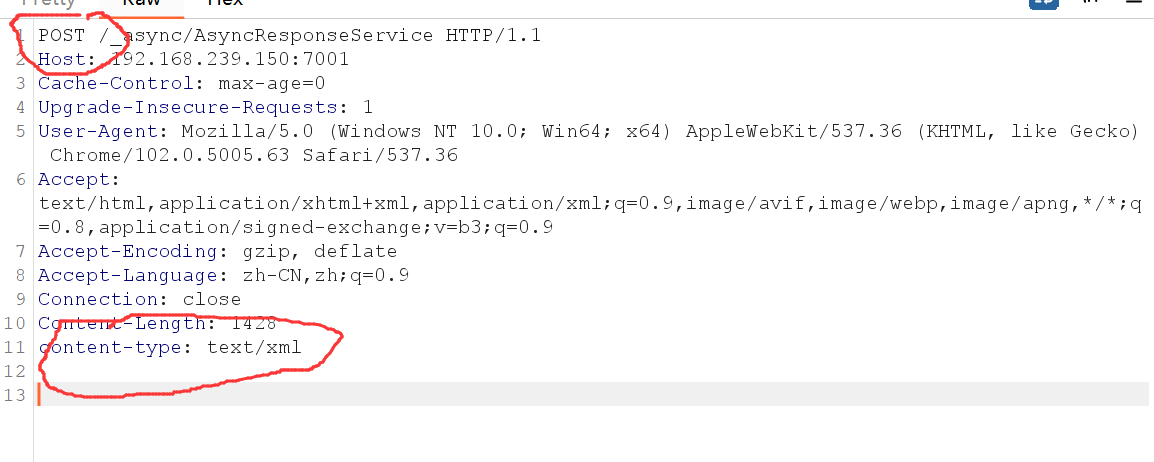 Pretty Raw Hex
1 POST /_async/AsyncResponseService HTTP/1.1
2 Host: 192.168.239.150:7001
3 Cache-Control: max-age=0
4 Upgrade-Insecure-Requests: 1
5 User-Agent: Mozilla/5.0 (Windows NT 10.0; Win64; x64) AppleWebKit/537.36 (KHTML, like Gecko)
Chrome/102.0.5005.63 Safari/537.36
6 Accept:
text/html,application/xhtml+xml,application/xml;q=0.9,image/avif,image/webp,image/apng,*/*;q
=0.8,application/signed-exchange;v=b3;q=0.9
7 Accept-Encoding: gzip, deflate
8 Accept-Language: zh-CN,zh;q=0.9
9 Connection: close
10 Content-Length: 1428
11 content-type: text/xml
12
13